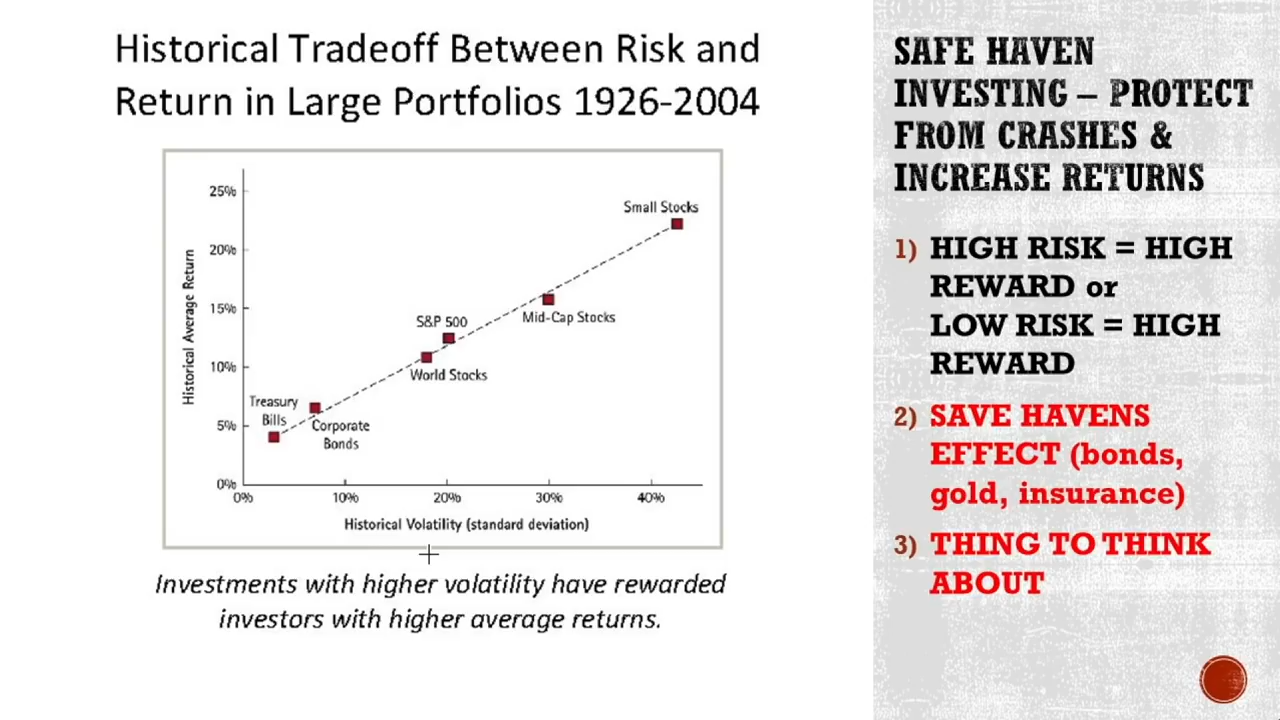 Historical Tradeoff Between Risk and
Return in Large Portfolios 1926-2004
25%
20%
15%
10%
5%
0%
Historical Average Return
Small Stocks
Mid-Cap Stocks
S&P 500
World Stocks
Treasury
Bills
Corporate
Bonds
0% 10% 20% 30% 40%
Historical Volatility (standard deviation)
Investments with higher volatility have rewarded
investors with higher average returns.
SAFE HAVEN
INVESTING – PROTECT
FROM CRASHES &
INCREASE RETURNS
1) HIGH RISK = HIGH
REWARD or
LOW RISK = HIGH
REWARD
2) SAVE HAVENS
EFFECT (bonds,
gold, insurance)
3) THING TO THINK
ABOUT